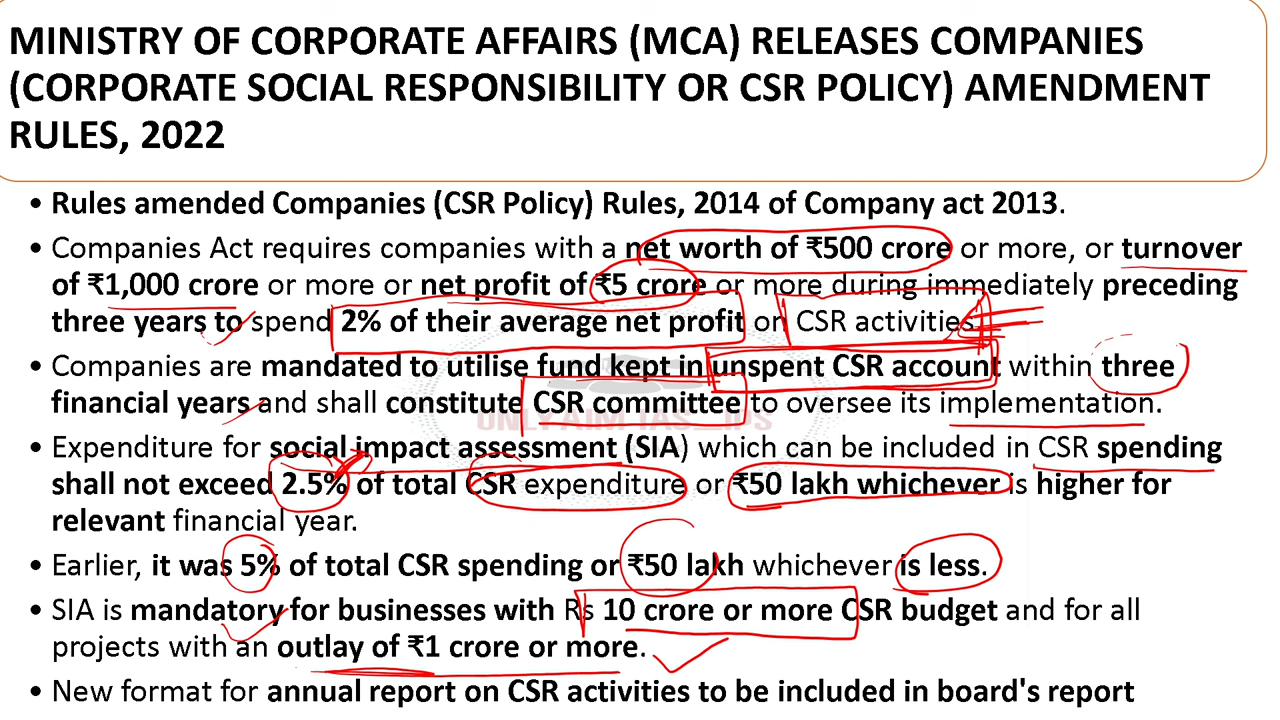 MINISTRY OF CORPORATE AFFAIRS (MCA) RELEASES COMPANIES
(CORPORATE SOCIAL RESPONSIBILITY OR CSR POLICY) AMENDMENT
RULES, 2022
• Rules amended Companies (CSR Policy) Rules, 2014 of Company act 2013.
• Companies Act requires companies with a net worth of ₹500 crore or more, or turnover
of ₹1,000 crore or more or net profit of ₹5 crore or more during immediately preceding
three years to spend 2% of their average net profit on CSR activities.
• Companies are mandated to utilise fund kept in unspent CSR account within three
financial years and shall constitute CSR committee to oversee its implementation.
• Expenditure for social impact assessment (SIA) which can be included in CSR spending
shall not exceed 2.5% of total CSR expenditure or ₹50 lakh whichever is higher for
relevant financial year.
• Earlier, it was 5% of total CSR spending or ₹50 lakh whichever is less.
• SIA is mandatory for businesses with Rs 10 crore or more CSR budget and for all
projects with an outlay of ₹1 crore or more.
• New format for annual report on CSR activities to be included in board's report
ONLY AIM IAS IPS